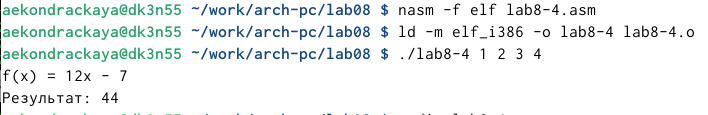 aekondrackaya@dk3n55 ~/work/arch-pc/lab08 $ nasm -f elf lab8-4.asm
aekondrackaya@dk3n55 ~/work/arch-pc/lab08 $ ld -m elf_i386 -o lab8-4 lab8-4.o
aekondrackaya@dk3n55 ~/work/arch-pc/lab08 $ ./lab8-4 1 2 3 4
f(x) = 12x - 7
Результат: 44